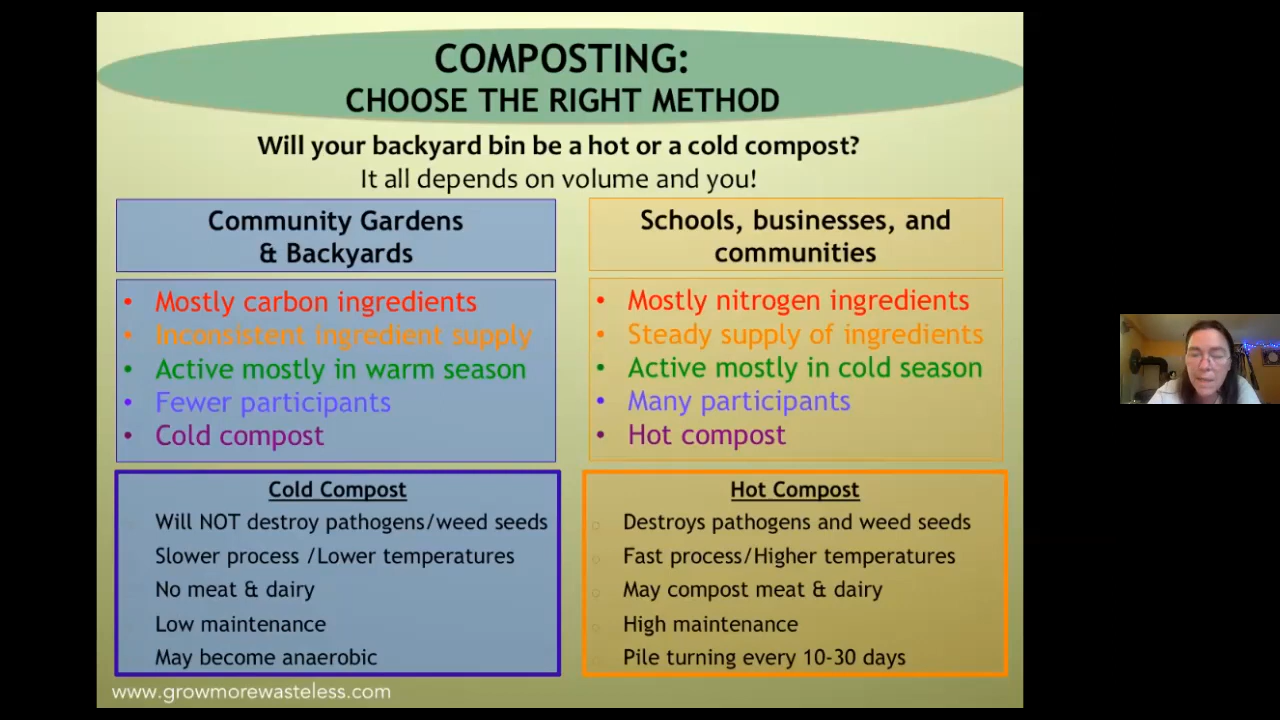 COMPOSTING:
CHOOSE THE RIGHT METHOD
Will your backyard bin be a hot or a cold compost?
It all depends on volume and you!
Community Gardens
& Backyards
• Mostly carbon ingredients
• Inconsistent ingredient supply
• Active mostly in warm season
• Fewer participants
• Cold compost
Schools, businesses, and
communities
• Mostly nitrogen ingredients
• Steady supply of ingredients
• Active mostly in cold season
• Many participants
• Hot compost
Cold Compost
Will NOT destroy pathogens/weed seeds
Slower process /Lower temperatures
No meat & dairy
Low maintenance
May become anaerobic
Hot Compost
Destroys pathogens and weed seeds
Fast process/Higher temperatures
May compost meat & dairy
High maintenance
Pile turning every 10-30 days
www.growmorewasteless.com